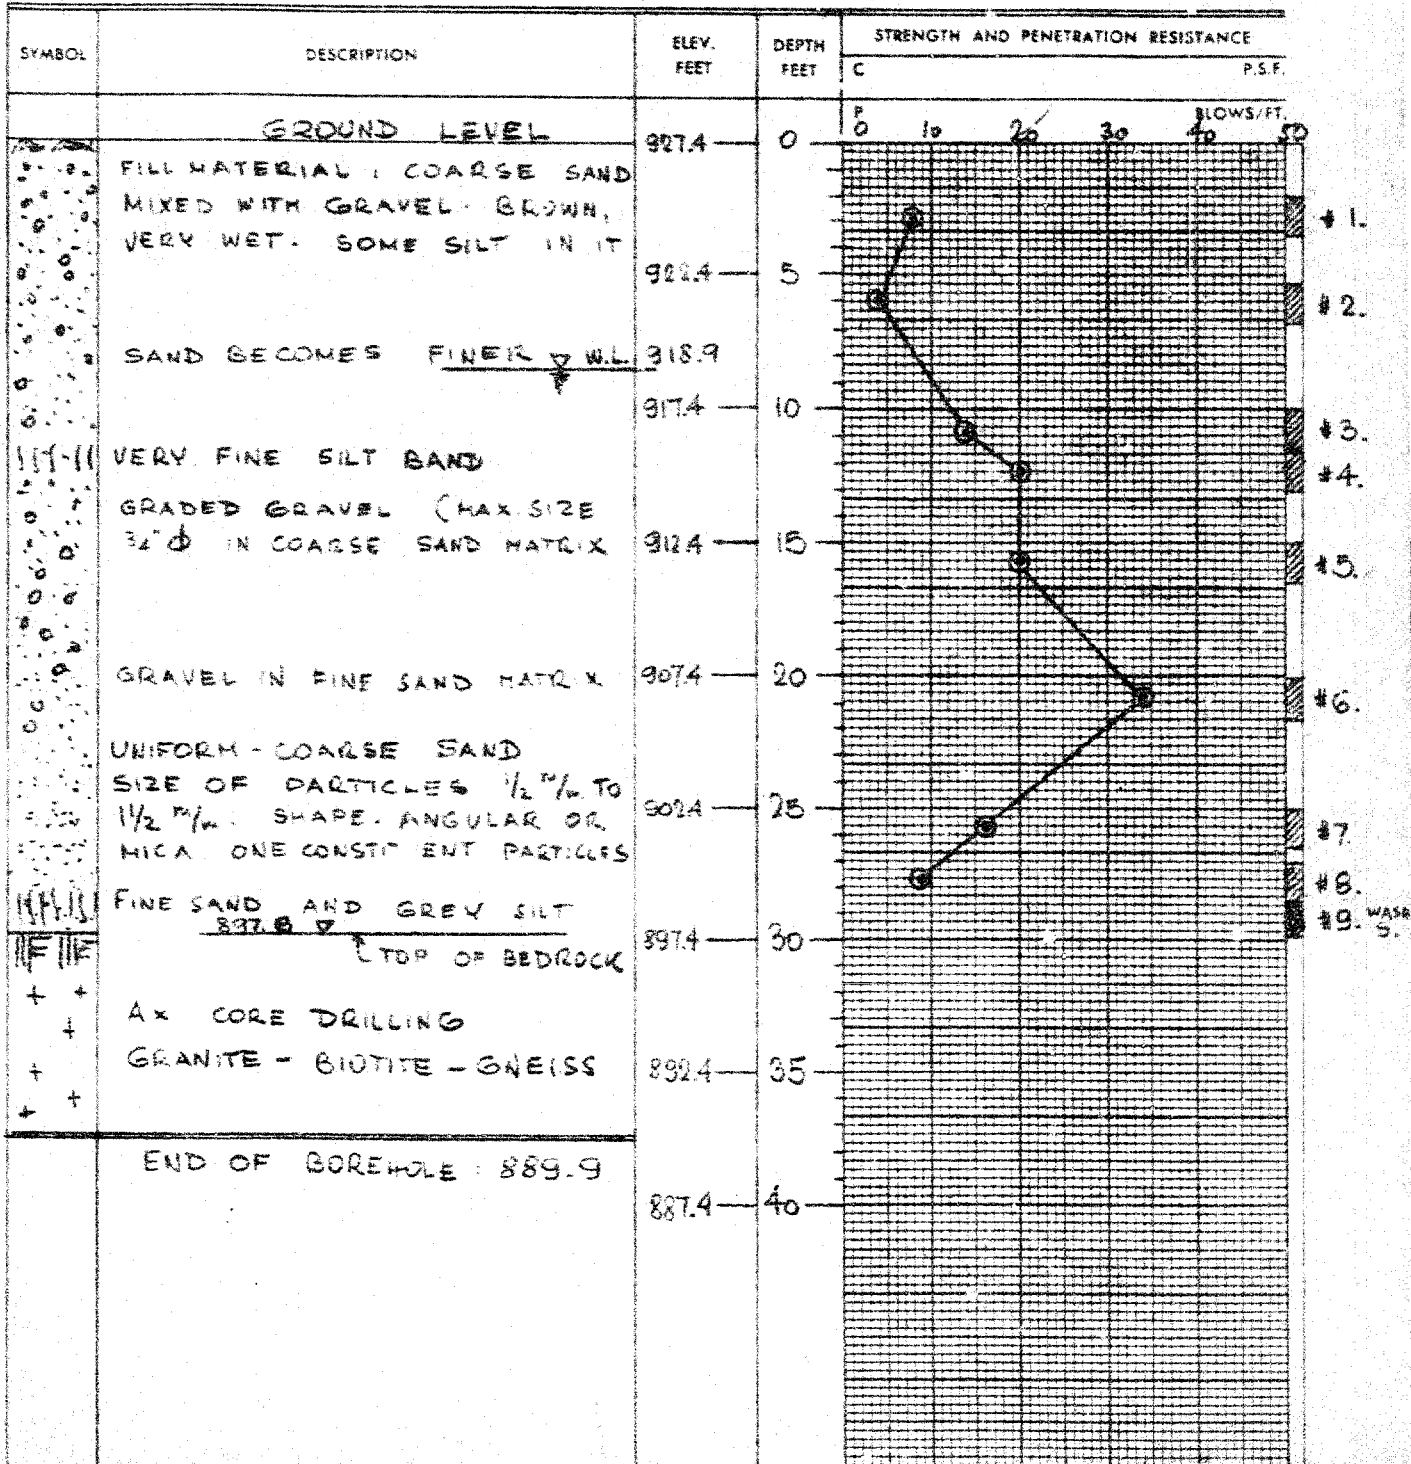 SYMBOL DESCRIPTION ELEV. FEET DEPTH FEET STRENGTH AND PENETRATION RESISTANCE
C P.S.F.
P BLOWS/FT.
0 10 20 30 40 50
GROUND LEVEL 927.4 0
FILL MATERIAL : COARSE SAND
MIXED WITH GRAVEL. BROWN,
VERY WET. SOME SILT IN IT
#1.
922.4 5
#2.
SAND BECOMES FINER W.L. 918.9
917.4 10
#3.
VERY FINE SILT BAND
#4.
GRADED GRAVEL (MAX. SIZE
3/4" Φ IN COARSE SAND MATRIX 912.4 15
#5.
GRAVEL IN FINE SAND MATRIX 907.4 20
#6.
UNIFORM - COARSE SAND
SIZE OF PARTICLES 1/2 m/m TO
1 1/2 m/m. SHAPE. ANGULAR OR 902.4 25
#7.
MICA ONE CONSTIT ENT PARTICLES
#8.
FINE SAND AND GREY SILT
#9. WASH S.
897.8
TOP OF BEDROCK 897.4 30
AX CORE DRILLING
GRANITE - BIOTITE - GNEISS 892.4 35
END OF BOREHOLE : 889.9
887.4 40